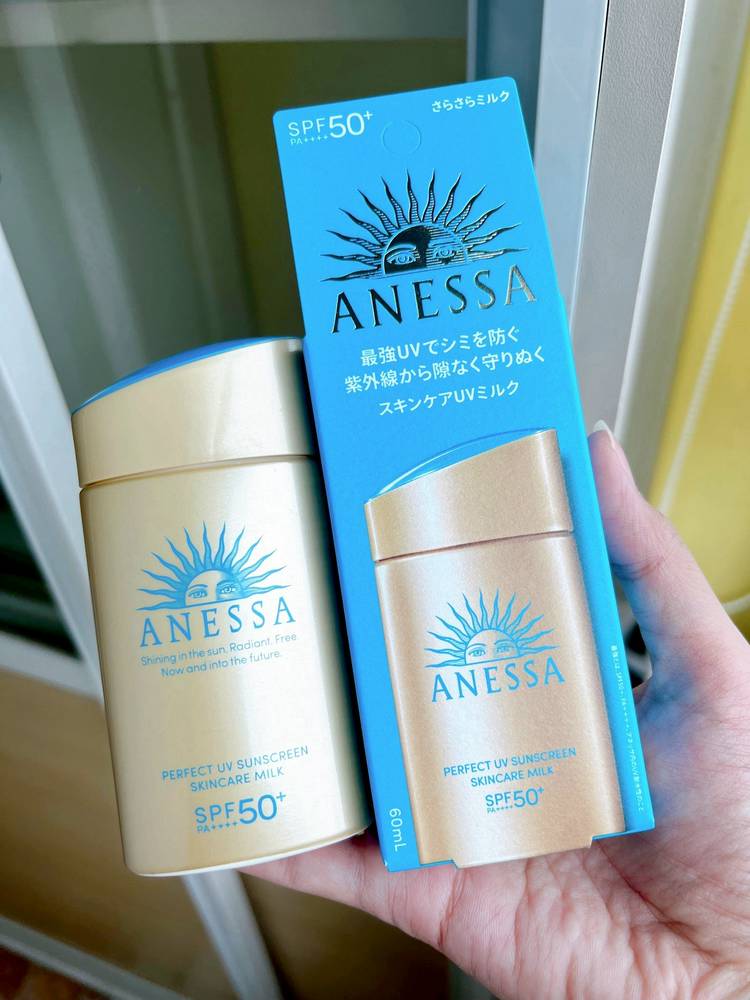 SPF50+
PA++++
さらさらミルク
ANESSA
最強UVでシミを防ぐ
紫外線から隙なく守りぬく
スキンケアUVミルク
ANESSA
PERFECT UV SUNSCREEN
SKINCARE MILK
SPF50+
PA++++
60mL
ANESSA
Shining in the sun. Radiant. Free.
Now and into the future.
PERFECT UV SUNSCREEN
SKINCARE MILK
SPF50+
PA++++